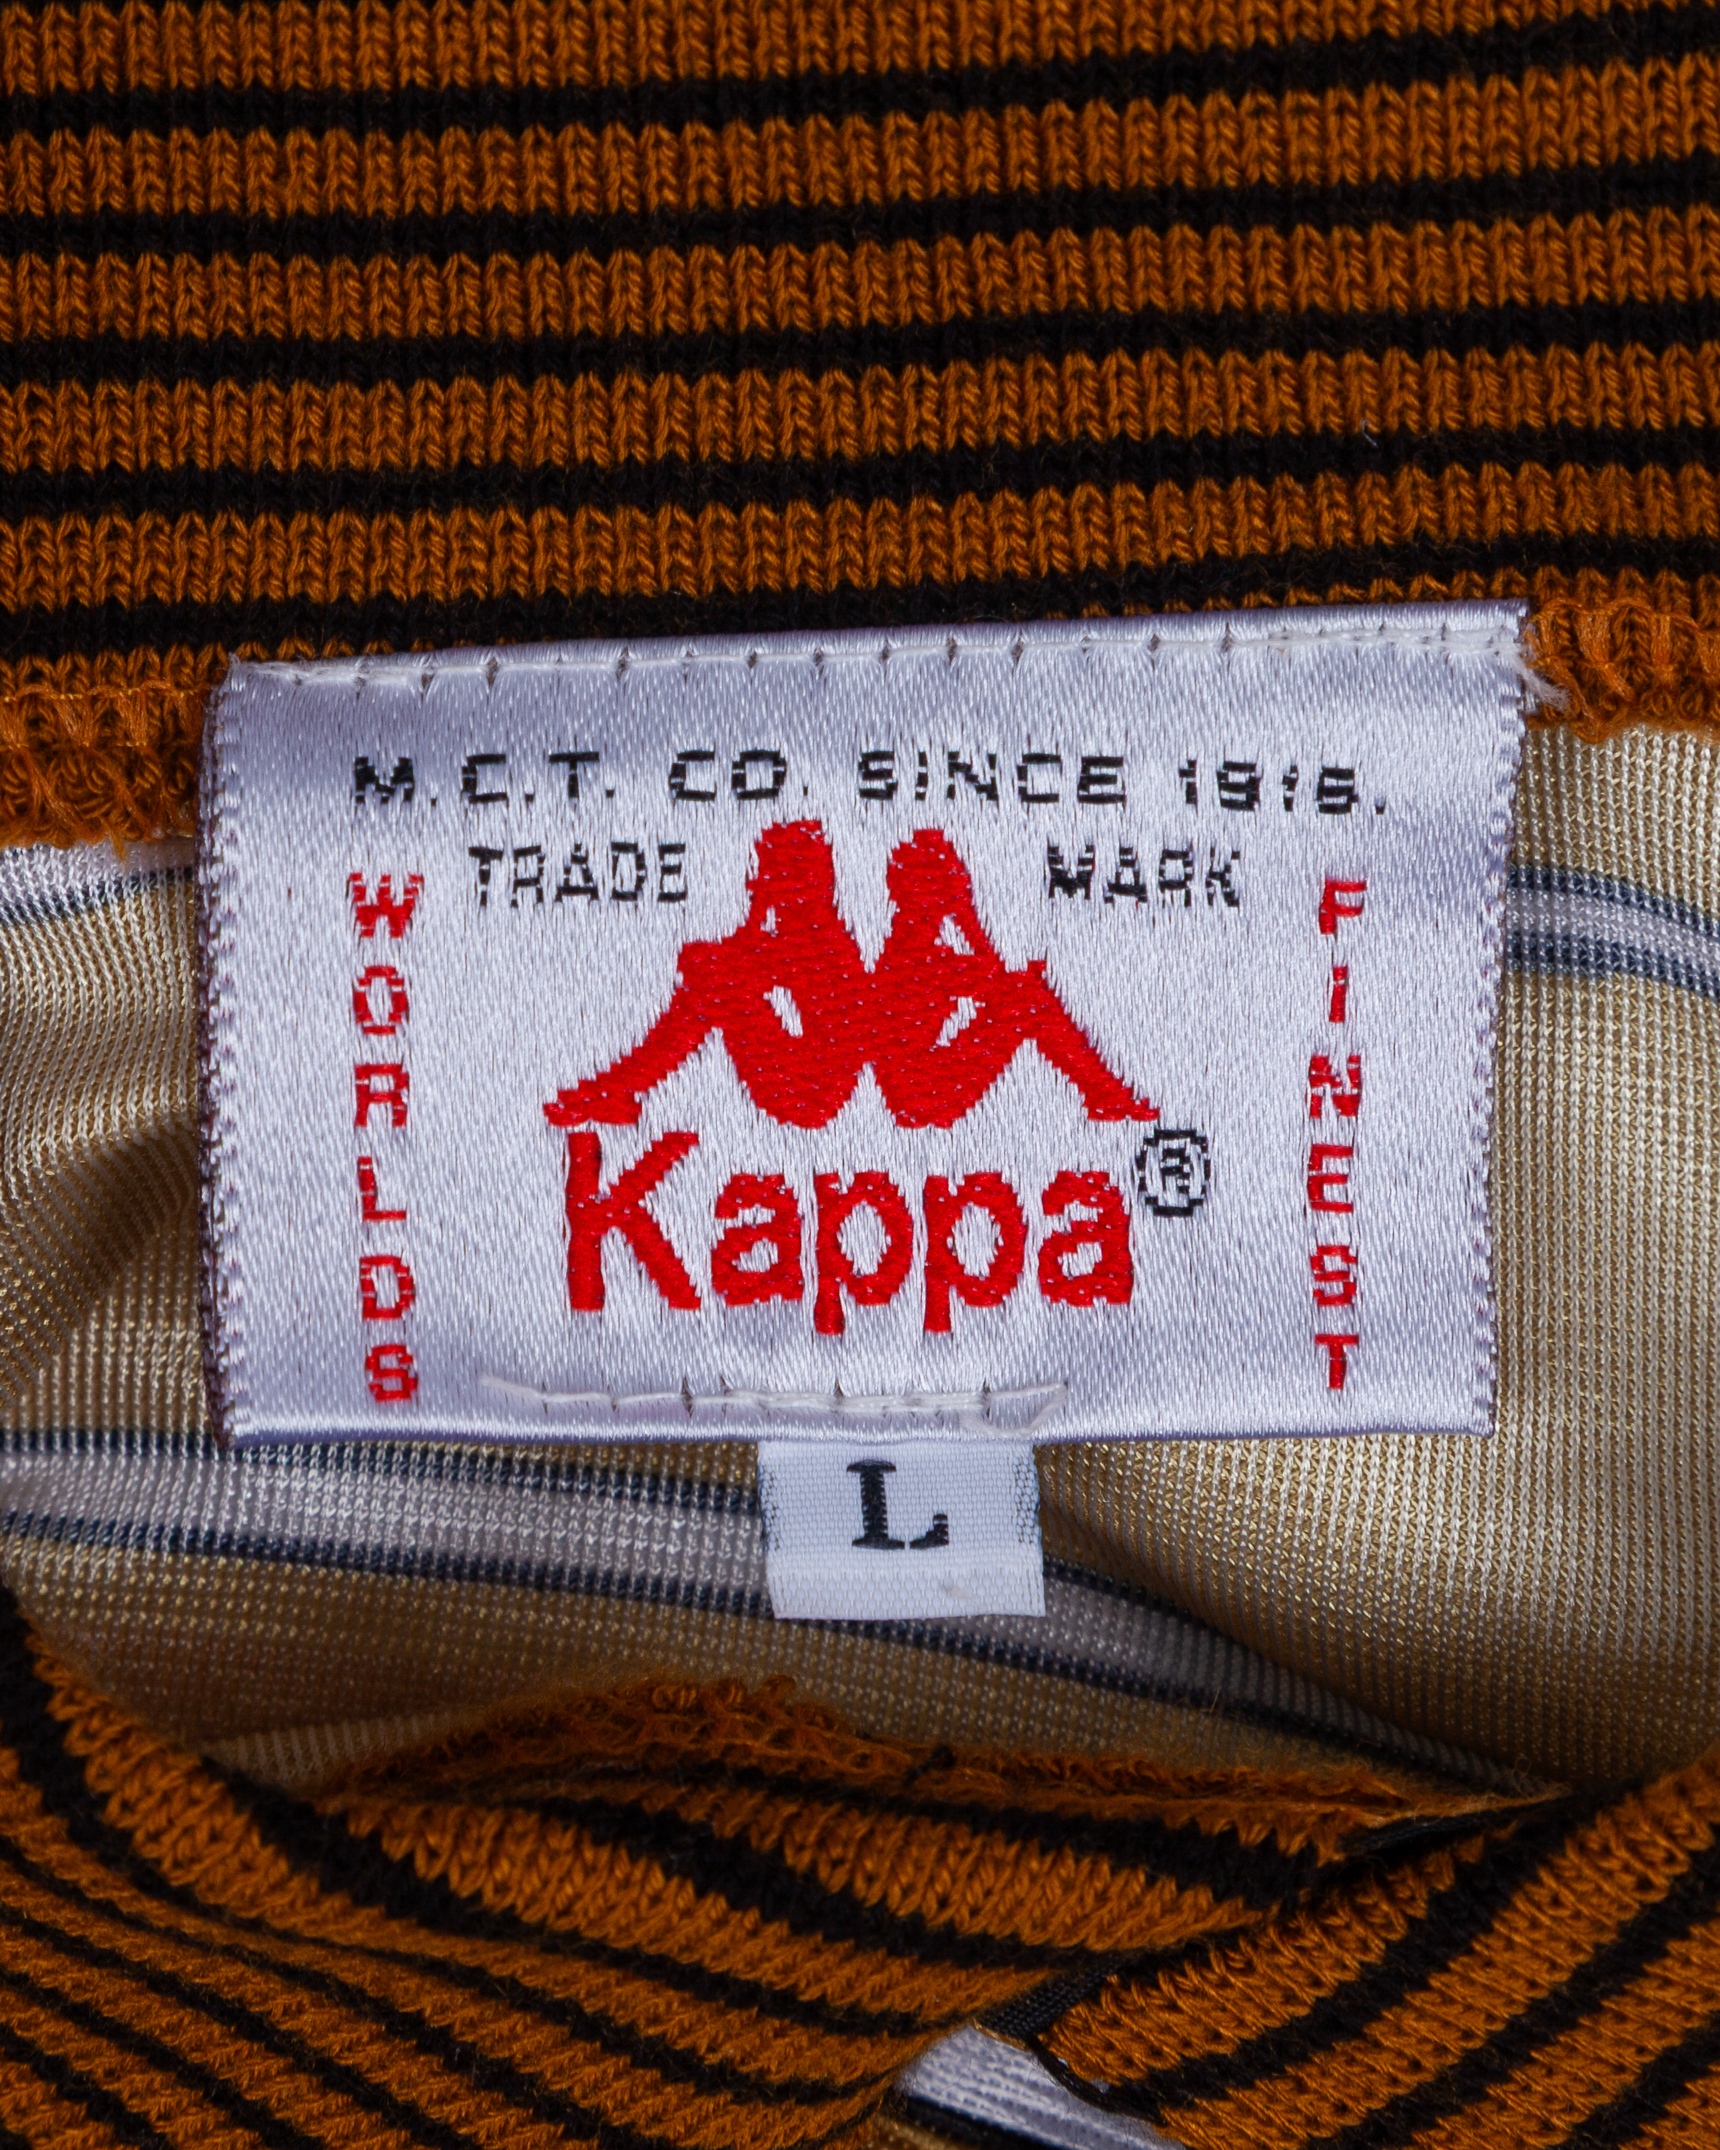 M.C.T. CO. SINCE 1916.
TRADE MARK
WORLDS
FINEST
Kappa®
L